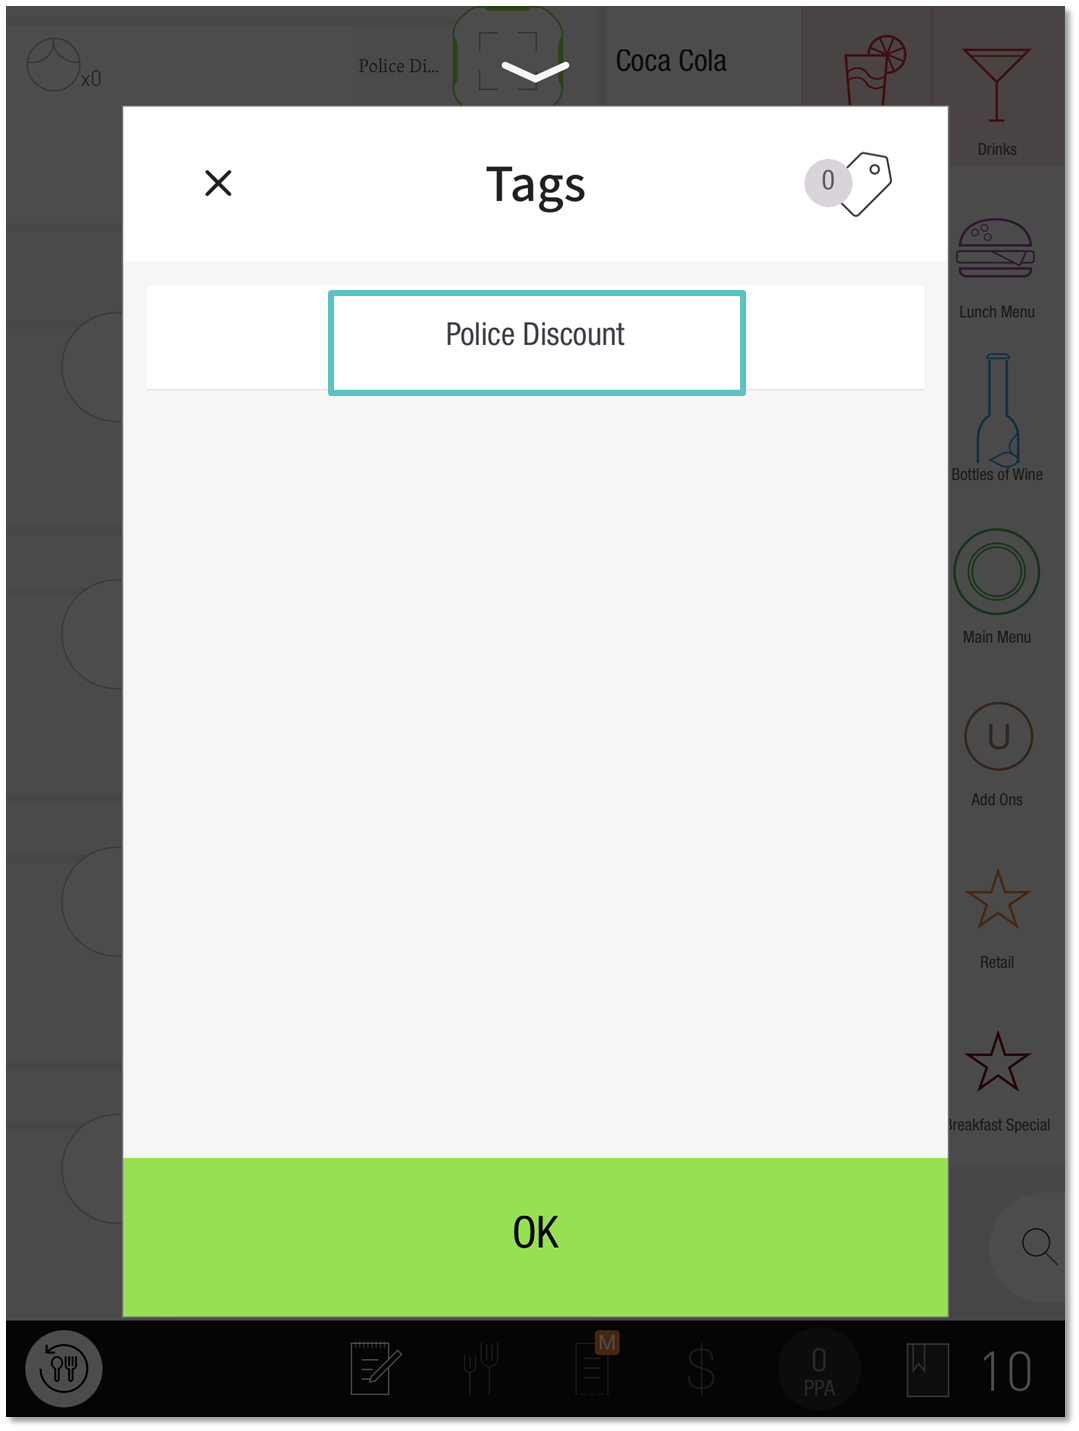 x0
Police Di...
Coca Cola
Drinks
Tags
0
Police Discount
Lunch Menu
Bottles of Wine
Main Menu
U
Add Ons
Retail
Breakfast Special
OK
M
$
0
PPA
10